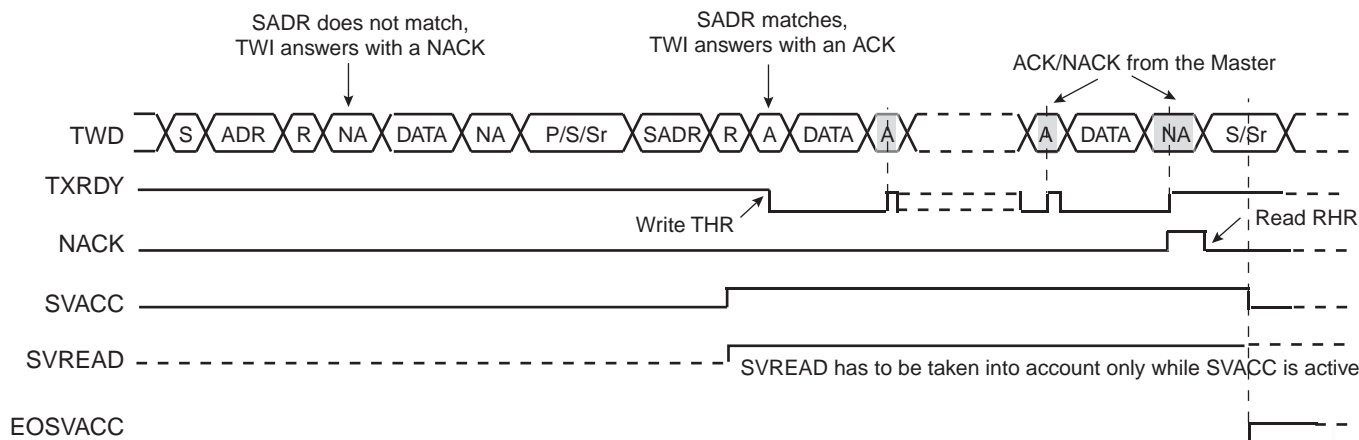 SADR does not match,
TWI answers with a NACK
SADR matches,
TWI answers with an ACK
ACK/NACK from the Master
TWD S ADR R NA DATA NA P/S/Sr SADR R A DATA A A DATA NA S/Sr
TXRDY
Write THR
Read RHR
NACK
SVACC
SVREAD
SVREAD has to be taken into account only while SVACC is active
EOSVACC